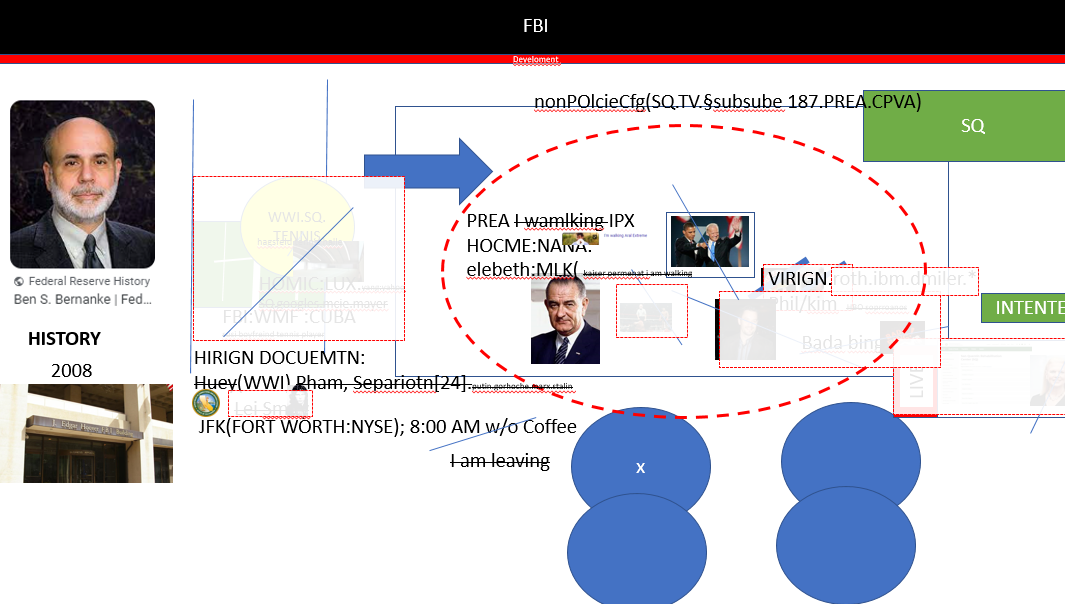 FBI
Develoment
nonPOlcieCfg(SQ.TV.§subsube 187.PREA.CPVA)
SQ
WWI.SQ.
TENNIS
PREA I wamlking IPX
HOCME:NANA.
elebeth:MLK( kaiser permehat i am walking
VIRIGN.roth.ibm.dmiler.
Phil/kim
INTENTE
HOMIC:LUX.
FBI:WMF :CUBA
Bada bing
Federal Reserve History
Ben S. Bernanke | Fed...
HISTORY
2008
HIRIGN DOCUEMTN:
Huey(WWI) Pham, Separiotn[24].putin.gorhoche.marx.stalin
LIVE
Lei Sm
JFK(FORT WORTH:NYSE); 8:00 AM w/o Coffee
I am leaving
x